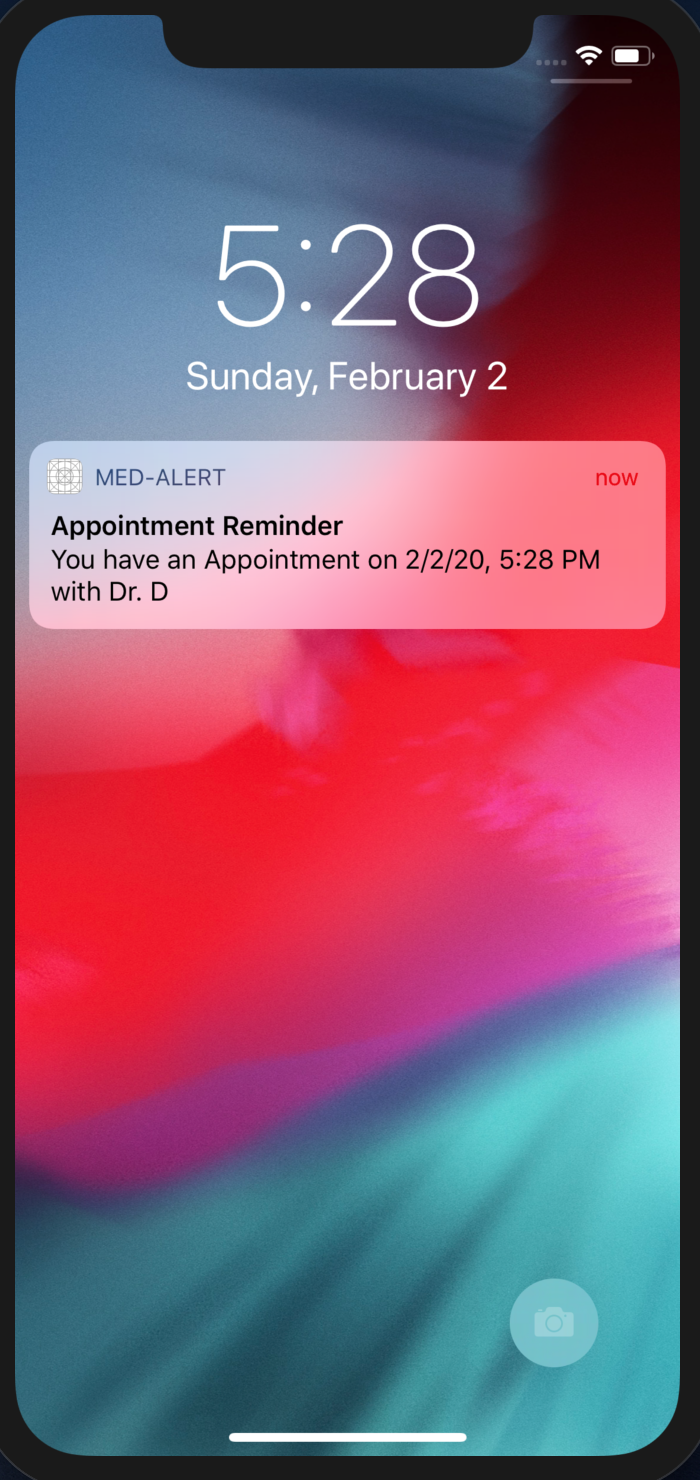 5:28
Sunday, February 2
MED-ALERT now
Appointment Reminder
You have an Appointment on 2/2/20, 5:28 PM
with Dr. D